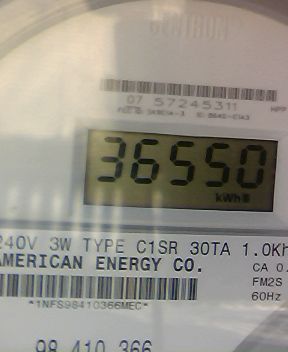 CENTRON
07 57245311
36550
kWh
240V 3W TYPE C1SR 30TA 1.0Kh
AMERICAN ENERGY CO.
CA 0.
FM2S
60Hz
*1NFS98410366MEC*
98 410 366